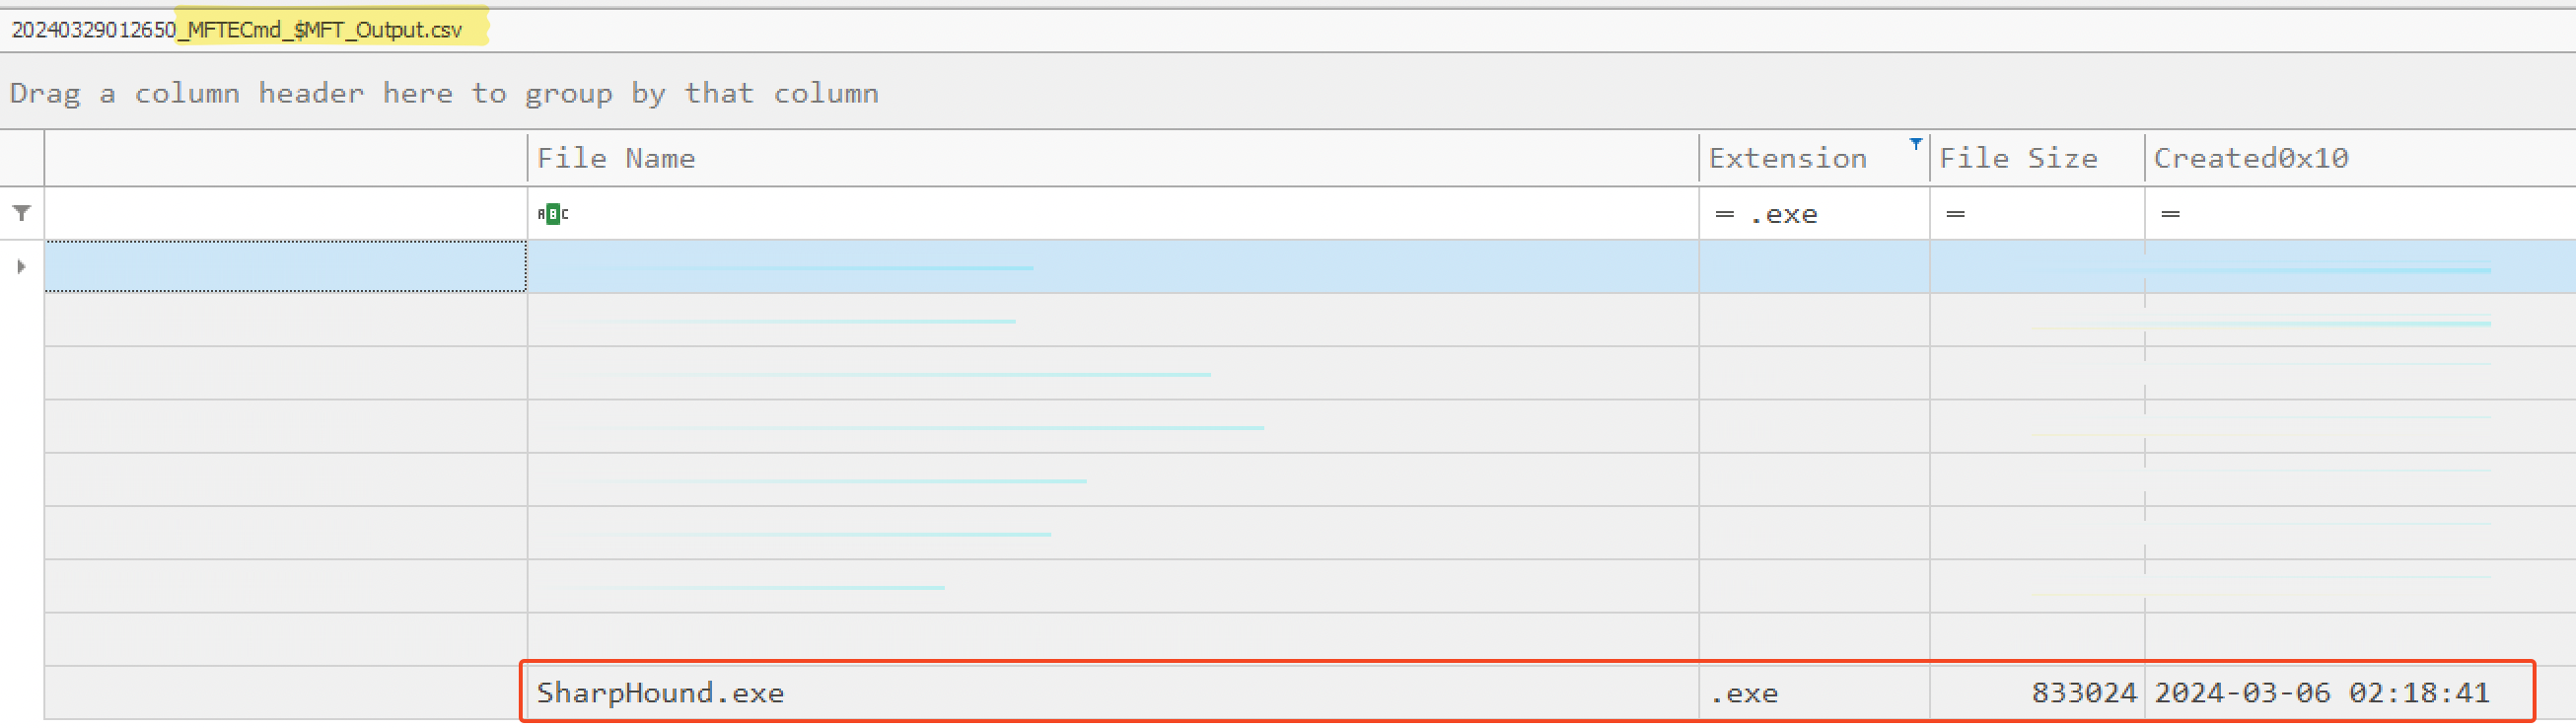 20240329012650_MFTECmd_$MFT_Output.csv
Drag a column header here to group by that column
File Name Extension File Size Created0x10
ABC = .exe = =
SharpHound.exe .exe 833024 2024-03-06 02:18:41